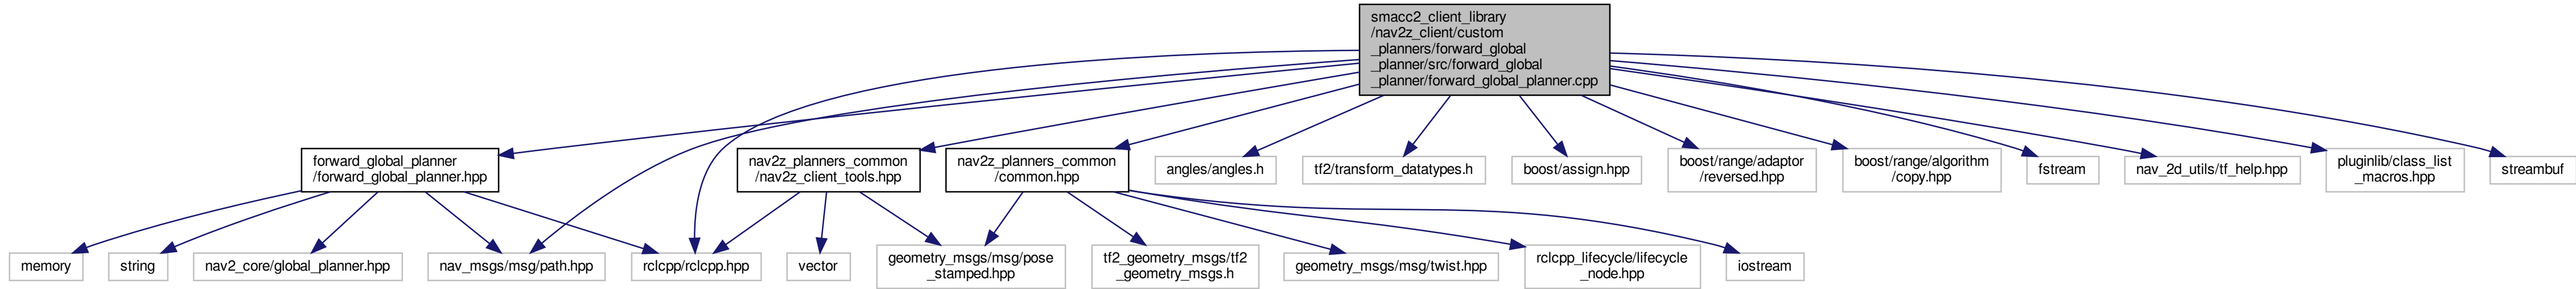 smacc2_client_library
/nav2z_client/custom
_planners/forward_global
_planner/src/forward_global
_planner/forward_global_planner.cpp
forward_global_planner
/forward_global_planner.hpp
nav2z_planners_common
/nav2z_client_tools.hpp
nav2z_planners_common
/common.hpp
angles/angles.h
tf2/transform_datatypes.h
boost/assign.hpp
boost/range/adaptor
/reversed.hpp
boost/range/algorithm
/copy.hpp
fstream
nav_2d_utils/tf_help.hpp
pluginlib/class_list
_macros.hpp
streambuf
memory
string
nav2_core/global_planner.hpp
nav_msgs/msg/path.hpp
rclcpp/rclcpp.hpp
vector
geometry_msgs/msg/pose
_stamped.hpp
tf2_geometry_msgs/tf2
_geometry_msgs.h
geometry_msgs/msg/twist.hpp
rclcpp_lifecycle/lifecycle
_node.hpp
iostream